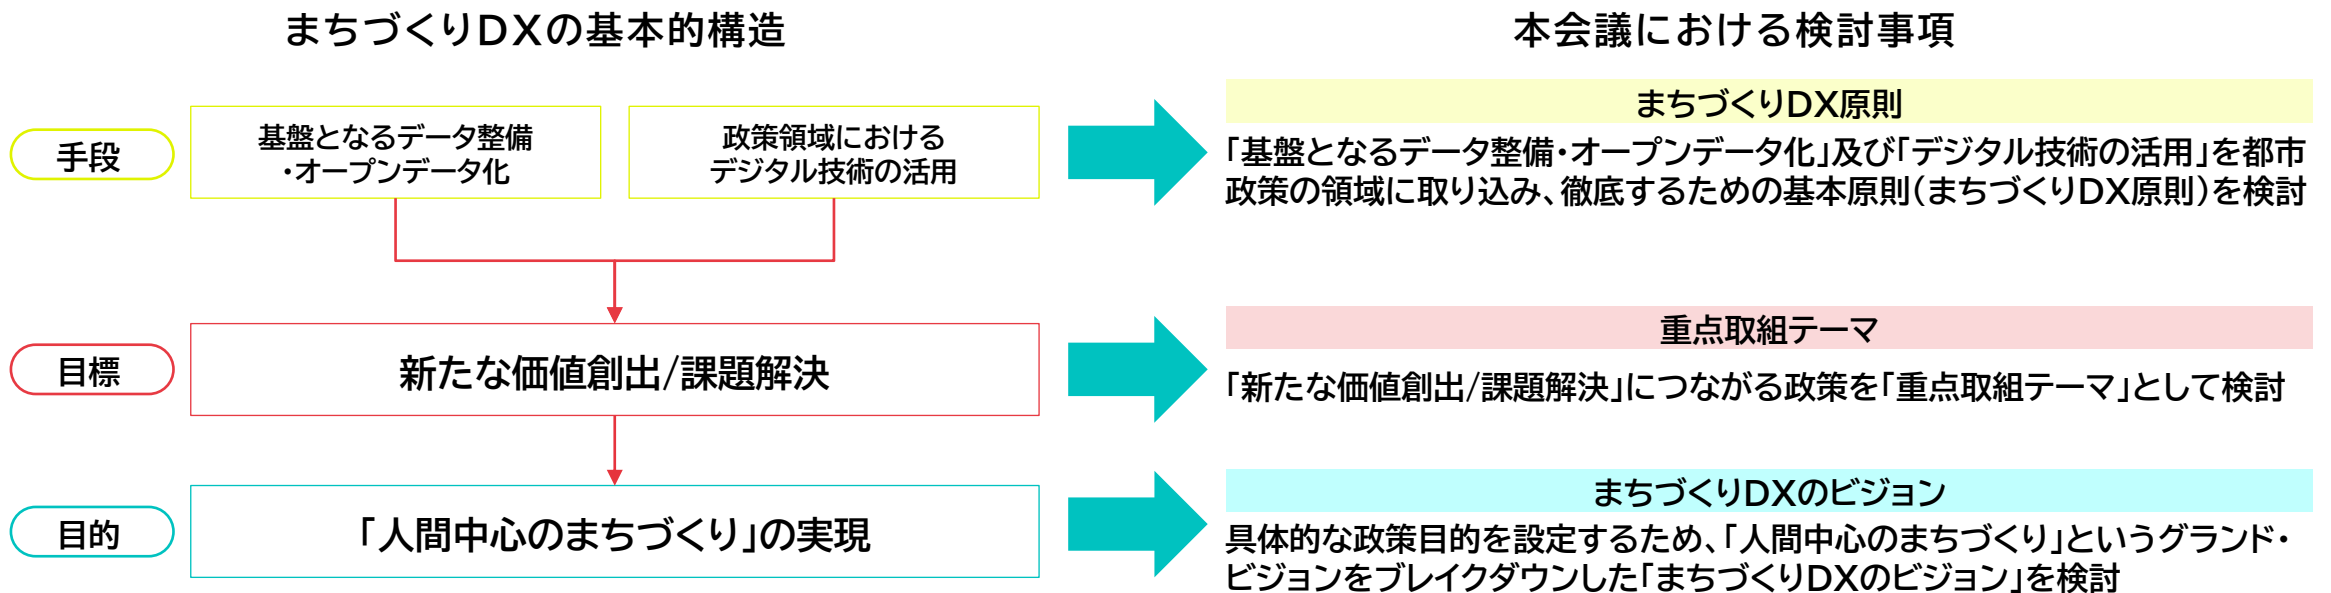 まちづくりDXの基本的構造
本会議における検討事項
手段
基盤となるデータ整備
・オープンデータ化
政策領域における
デジタル技術の活用
まちづくりDX原則
「基盤となるデータ整備・オープンデータ化」及び「デジタル技術の活用」を都市
政策の領域に取り込み、徹底するための基本原則(まちづくりDX原則)を検討
目標
新たな価値創出/課題解決
重点取組テーマ
「新たな価値創出/課題解決」につながる政策を「重点取組テーマ」として検討
目的
「人間中心のまちづくり」の実現
まちづくりDXのビジョン
具体的な政策目的を設定するため、「人間中心のまちづくり」というグランド・
ビジョンをブレイクダウンした「まちづくりDXのビジョン」を検討